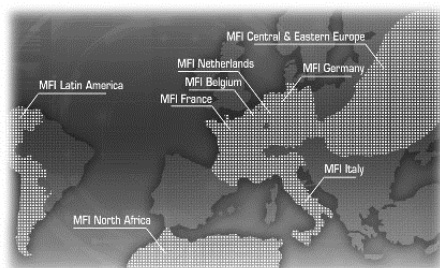 MFI Central & Eastern Europe
MFI Netherlands
MFI Germany
MFI Latin America
MFI Belgium
MFI France
MFI Italy
MFI North Africa